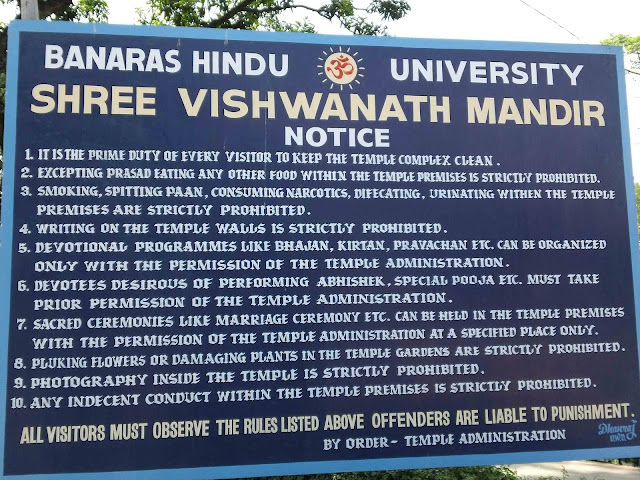 BANARAS HINDU ॐ UNIVERSITY
SHREE VISHWANATH MANDIR
NOTICE
1. IT IS THE PRIME DUTY OF EVERY VISITOR TO KEEP THE TEMPLE COMPLEX CLEAN.
2. EXCEPTING PRASAD EATING ANY OTHER FOOD WITHIN THE TEMPLE PREMISES IS STRICTLY PROHIBITED.
3. SMOKING, SPITTING PAAN, CONSUMING NARCOTICS, DIFECATING, URINATING WITHEN THE TEMPLE
PREMISES ARE STRICTLY PROHIBITED.
4. WRITING ON THE TEMPLE WALLS IS STRICTLY PROHIBITED.
5. DEVOTIONAL PROGRAMMES LIKE BHAJAN, KIRTAN, PRAVACHAN ETC. CAN BE ORGANIZED
ONLY WITH THE PERMISSION OF THE TEMPLE ADMINISTRATION.
6. DEVOTEES DESIROUS OF PERFORMING ABHISHEK, SPECIAL POOJA ETC. MUST TAKE
PRIOR PERMISSION OF THE TEMPLE ADMINISTRATION.
7. SACRED CEREMONIES LIKE MARRIAGE CEREMONY ETC. CAN BE HELD IN THE TEMPLE PREMISES
WITH THE PERMISSION OF THE TEMPLE ADMINISTRATION AT A SPECIFIED PLACE ONLY.
8. PLUKING FLOWERS OR DAMAGING PLANTS IN THE TEMPLE GARDENS ARE STRICTLY PROHIBITED.
9. PHOTOGRAPHY INSIDE THE TEMPLE IS STRICTLY PROHIBITED.
10. ANY INDECENT CONDUCT WITHIN THE TEMPLE PREMISES IS STRICTLY PROHIBITED.
ALL VISITORS MUST OBSERVE THE RULES LISTED ABOVE OFFENDERS ARE LIABLE TO PUNISHMENT.
BY ORDER- TEMPLE ADMINISTRATION
Dhanraj